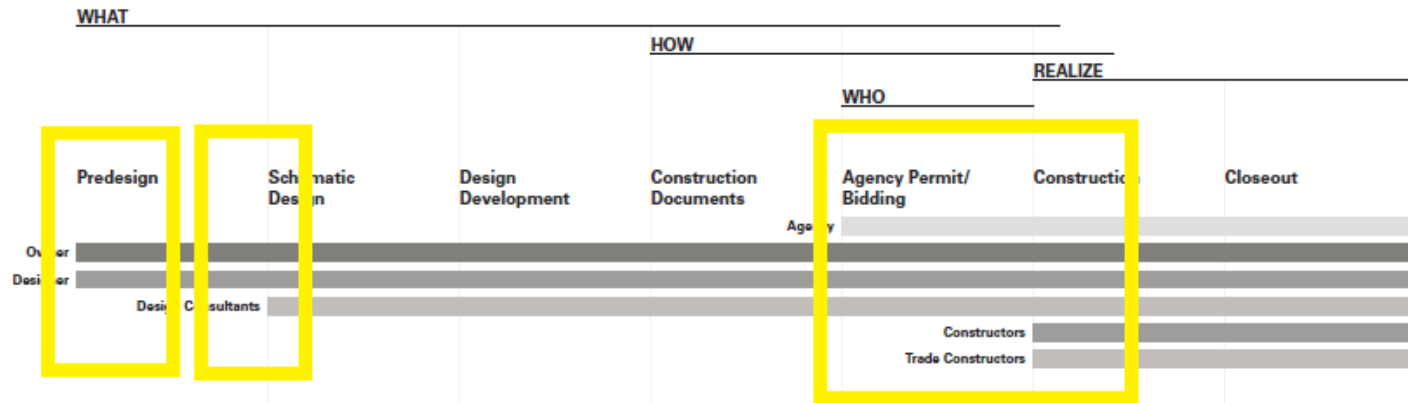 WHAT
HOW
REALIZE
WHO
Predesign
Schematic
Design
Design
Development
Construction
Documents
Agency Permit/
Bidding
Construction
Closeout
Agency
Owner
Designer
Design Consultants
Constructors
Trade Constructors